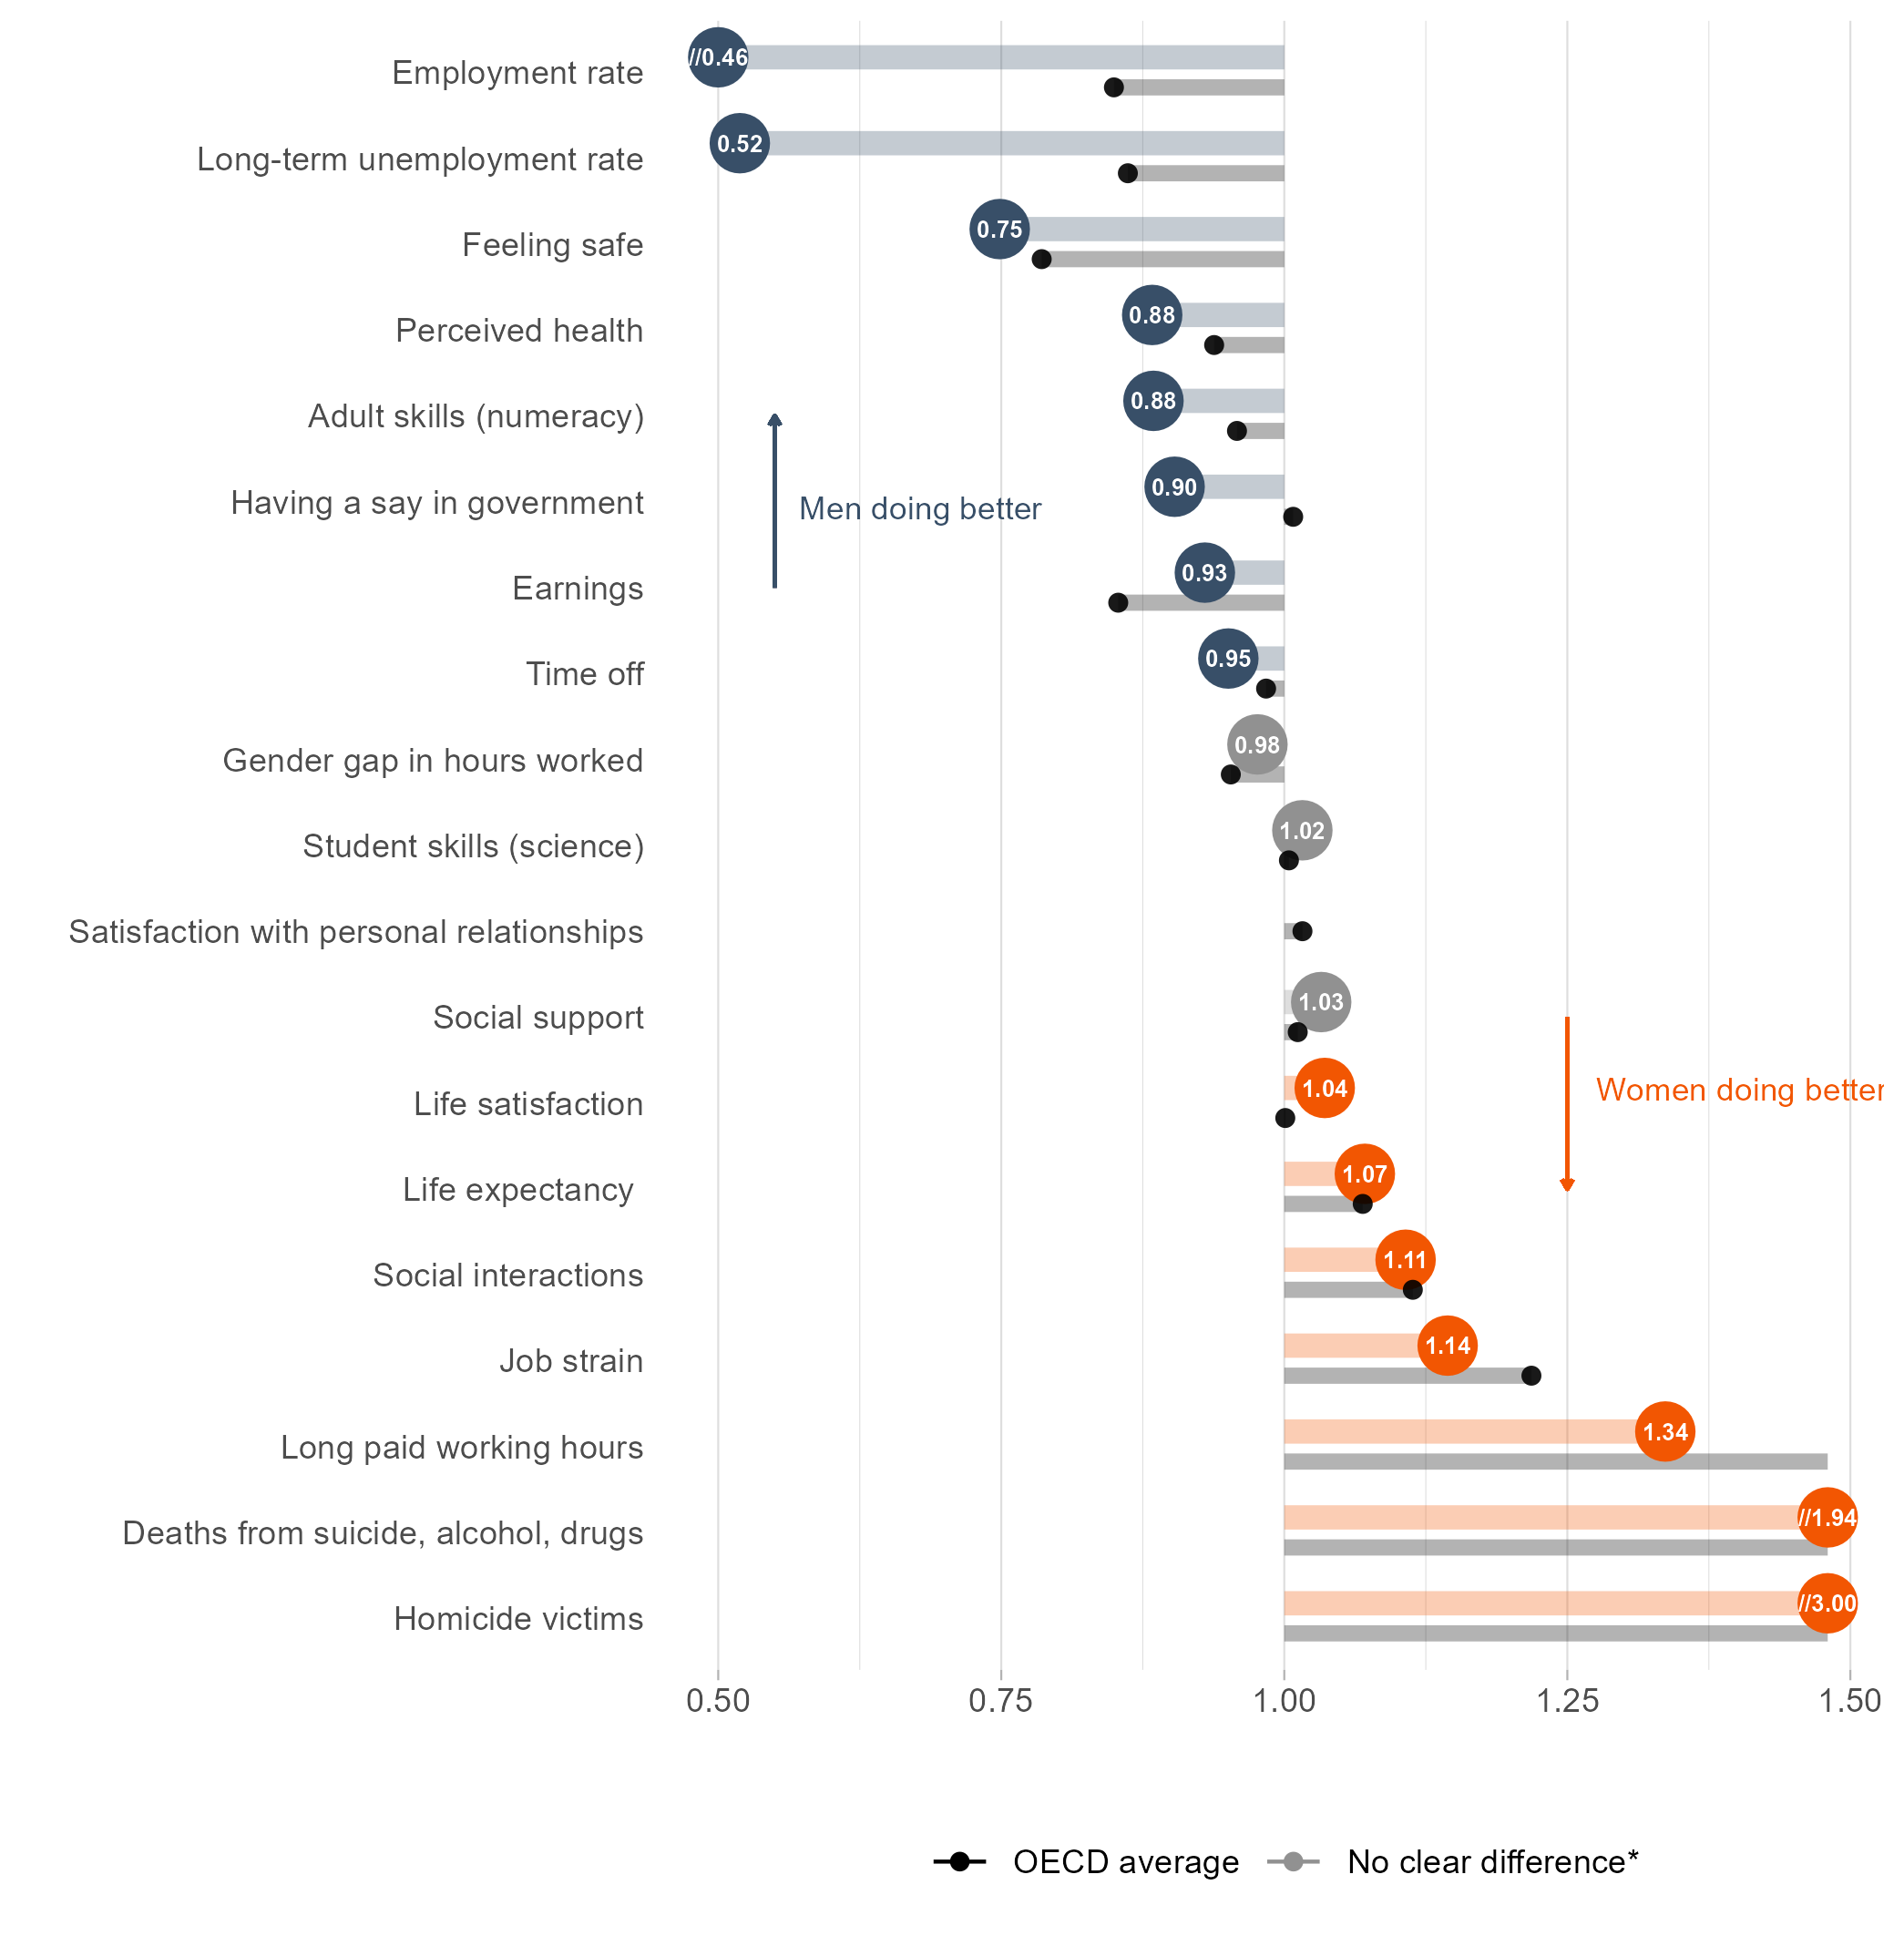 Employment rate
//0.46
Long-term unemployment rate
0.52
Feeling safe
0.75
Perceived health
0.88
Adult skills (numeracy)
0.88
Having a say in government
0.90
Men doing better
Earnings
0.93
Time off
0.95
Gender gap in hours worked
0.98
Student skills (science)
1.02
Satisfaction with personal relationships
Social support
1.03
Life satisfaction
1.04
Women doing better
Life expectancy
1.07
Social interactions
1.11
Job strain
1.14
Long paid working hours
1.34
Deaths from suicide, alcohol, drugs
//1.94
Homicide victims
//3.00
0.50 0.75 1.00 1.25 1.50
OECD average No clear difference*